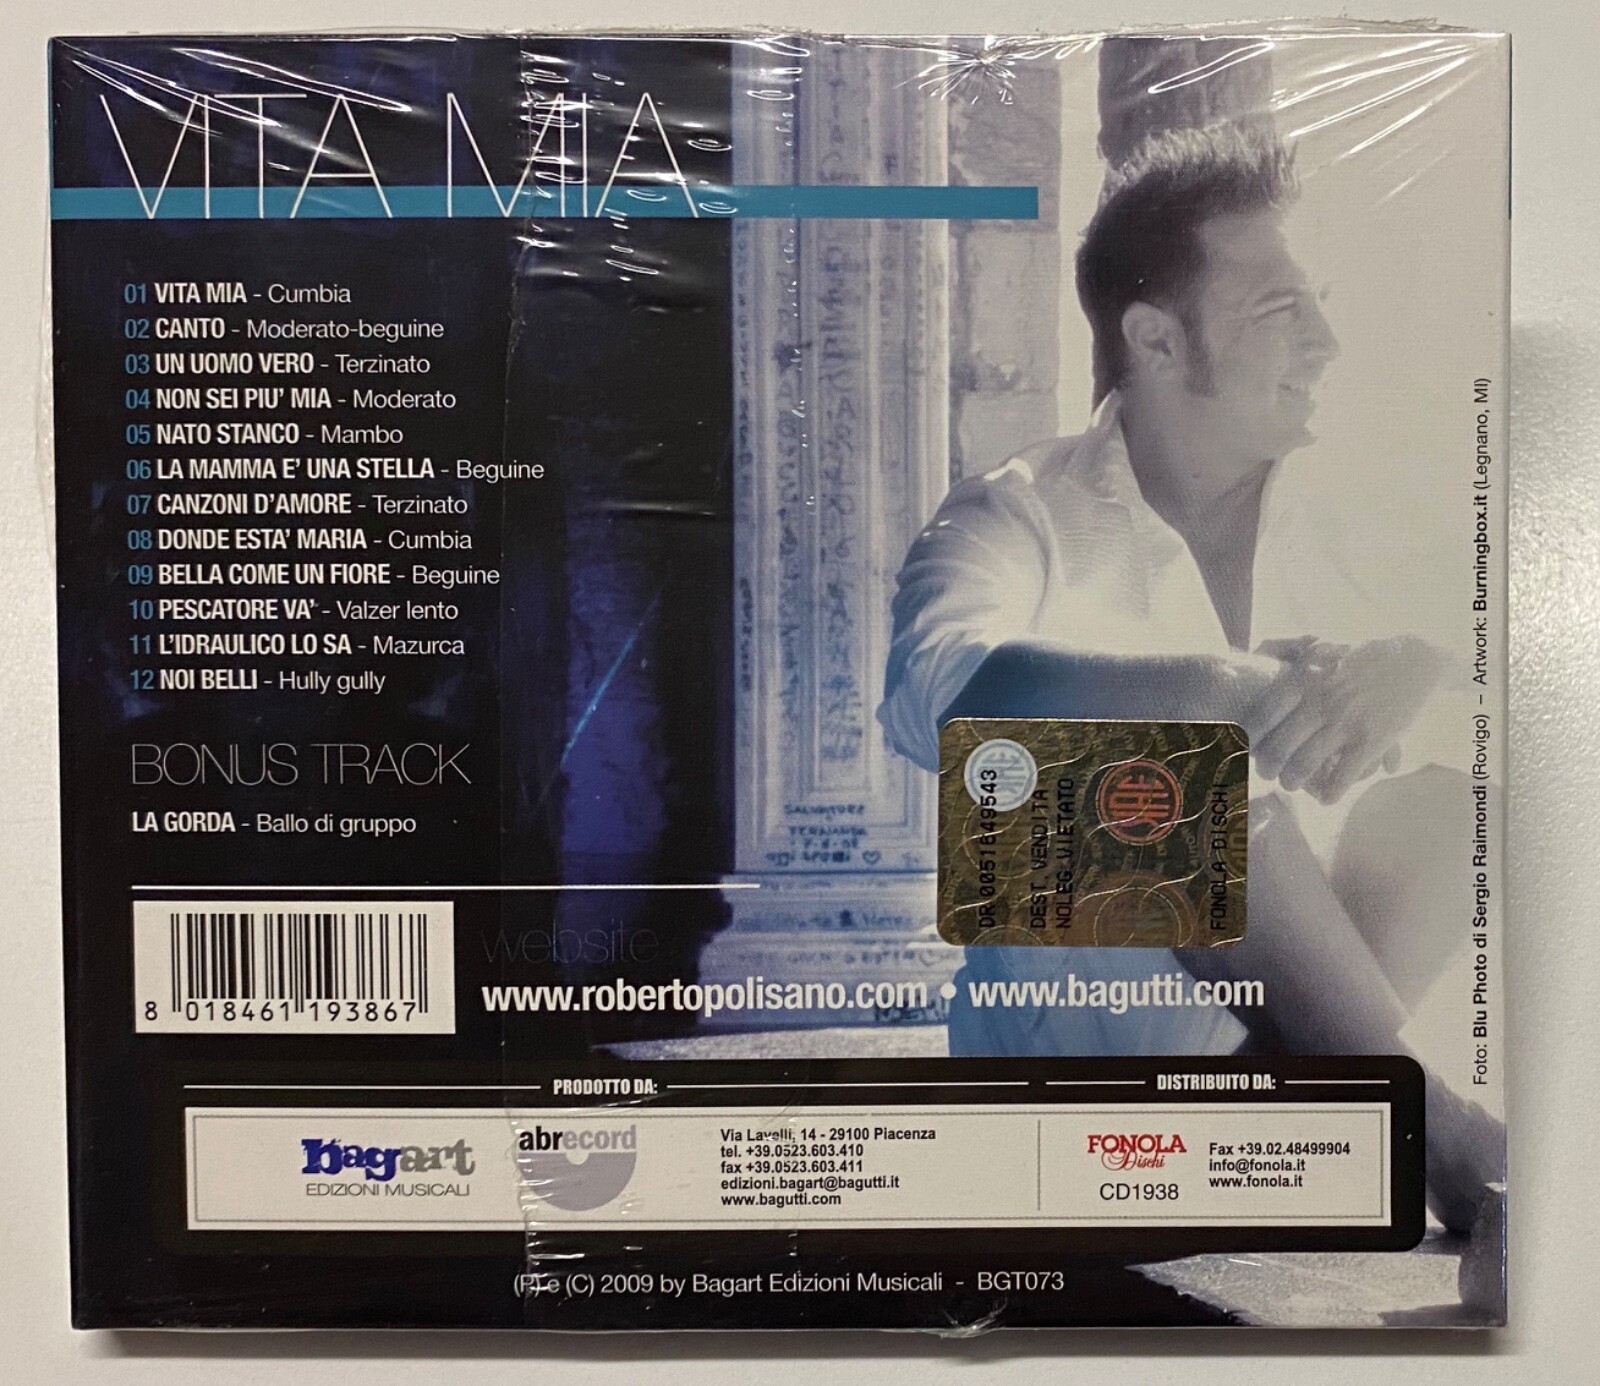 VITA MIA
01 VITA MIA - Cumbia
02 CANTO - Moderato-beguine
03 UN UOMO VERO - Terzinato
04 NON SEI PIU' MIA - Moderato
05 NATO STANCO - Mambo
06 LA MAMMA E' UNA STELLA - Beguine
07 CANZONI D'AMORE - Terzinato
08 DONDE ESTA' MARIA - Cumbia
09 BELLA COME UN FIORE - Beguine
10 PESCATORE VA' - Valzer lento
11 L'IDRAULICO LO SA - Mazurca
12 NOI BELLI - Hully gully
BONUS TRACK
LA GORDA - Ballo di gruppo
8 018461 193867
website
www.robertopolisano.com • www.bagutti.com
DR 0051649543
DEST.VENDITA
NOLEG.VIETATO
FONOLA DISCHI
Foto: Blu Photo di Sergio Raimondi (Rovigo) – Artwork: Burningbox.it (Legnano, MI)
PRODOTTO DA:
bagart
EDIZIONI MUSICALI
abrecord
Via Lavelli, 14 - 29100 Piacenza
tel. +39.0523.603.410
fax +39.0523.603.411
edizioni.bagart@bagutti.it
www.bagutti.com
DISTRIBUITO DA:
FONOLA
Dischi
CD1938
Fax +39.02.48499904
info@fonola.it
www.fonola.it
(P) e (C) 2009 by Bagart Edizioni Musicali - BGT073